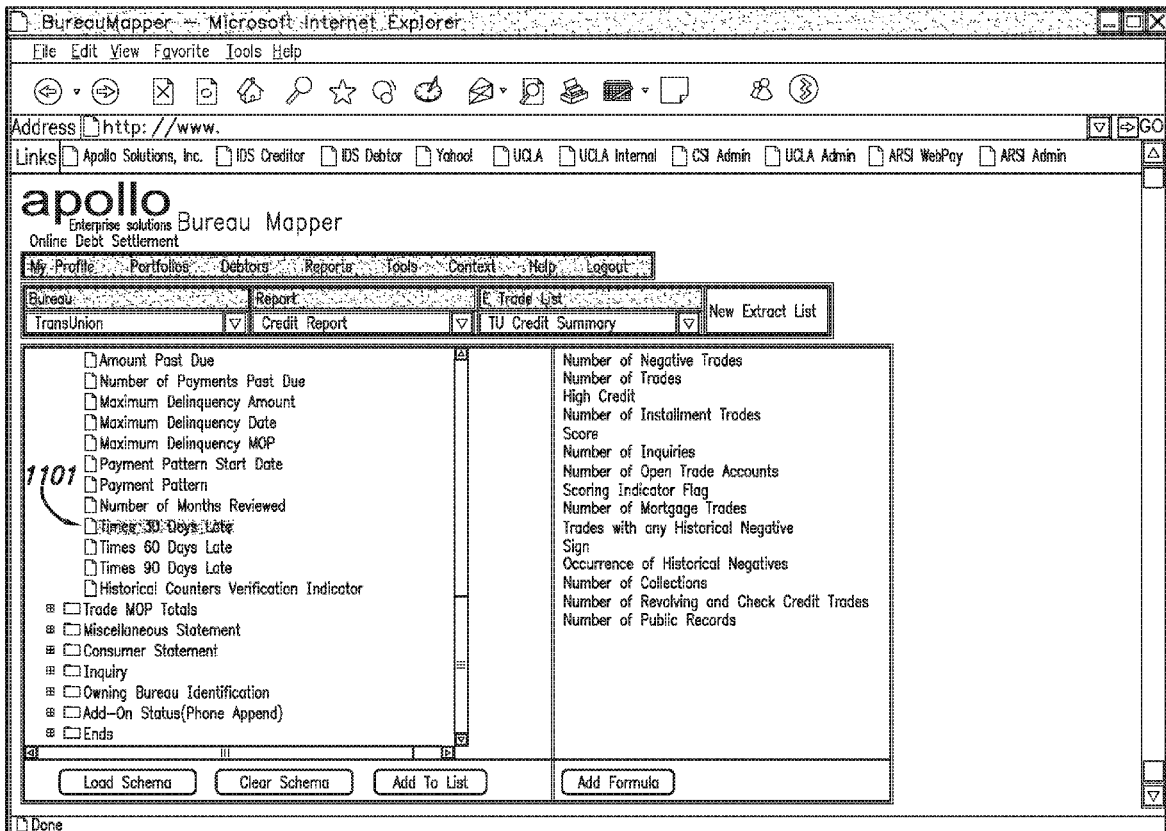 BureauMapper — Microsoft Internet Explorer
File Edit View Favorite Tools Help
Address http: //www. GO
Links Apollo Solutions, Inc. IDS Creditor IDS Debtor Yahoo! UCLA UCLA Internal CSI Admin UCLA Admin ARSI WebPay ARSI Admin
apollo
Enterprise solutions Bureau Mapper
Online Debt Settlement
My Profile Portfolios Debtors Reports Tools Context Help Logout
Bureau Report E Trade List New Extract List
TransUnion Credit Report TU Credit Summary
Amount Past Due
Number of Payments Past Due
Maximum Delinquency Amount
Maximum Delinquency Date
Maximum Delinquency MOP
Payment Pattern Start Date
1101
Payment Pattern
Number of Months Reviewed
Times 30 Days Late
Times 60 Days Late
Times 90 Days Late
Historical Counters Verification Indicator
Trade MOP Totals
Miscellaneous Statement
Consumer Statement
Inquiry
Owning Bureau Identification
Add-On Status(Phone Append)
Ends
Number of Negative Trades
Number of Trades
High Credit
Number of Installment Trades
Score
Number of Inquiries
Number of Open Trade Accounts
Scoring Indicator Flag
Number of Mortgage Trades
Trades with any Historical Negative
Sign
Occurrence of Historical Negatives
Number of Collections
Number of Revolving and Check Credit Trades
Number of Public Records
Load Schema Clear Schema Add To List Add Formula
Done